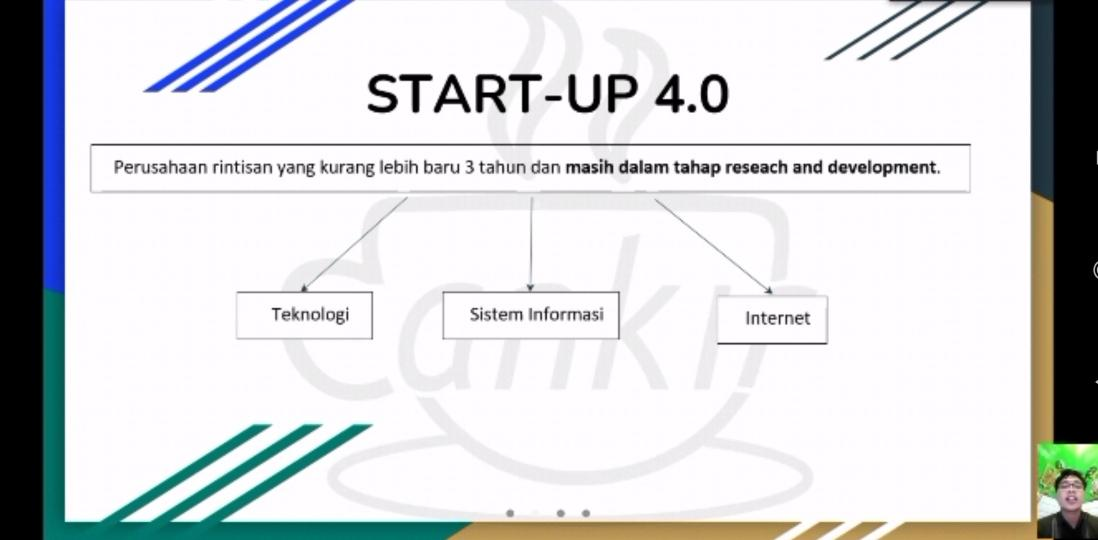 START-UP 4.0
Perusahaan rintisan yang kurang lebih baru 3 tahun dan masih dalam tahap reseach and development.
Teknologi
Sistem Informasi
Internet
Cankir